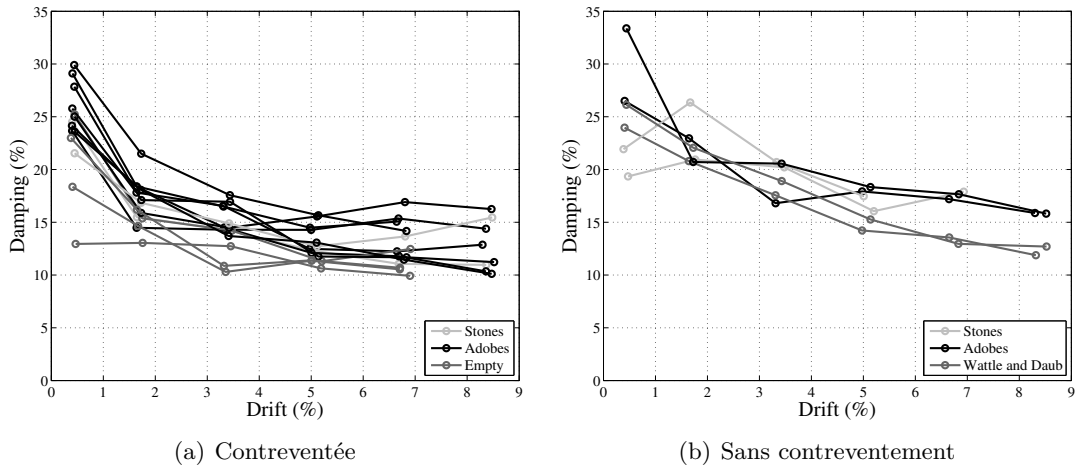 35
30
25
20
15
10
5
0
Damping (%)
0 1 2 3 4 5 6 7 8 9
Drift (%)
Stones
Adobes
Empty
(a) Contreventée
35
30
25
20
15
10
5
0
Damping (%)
0 1 2 3 4 5 6 7 8 9
Drift (%)
Stones
Adobes
Wattle and Daub
(b) Sans contreventement